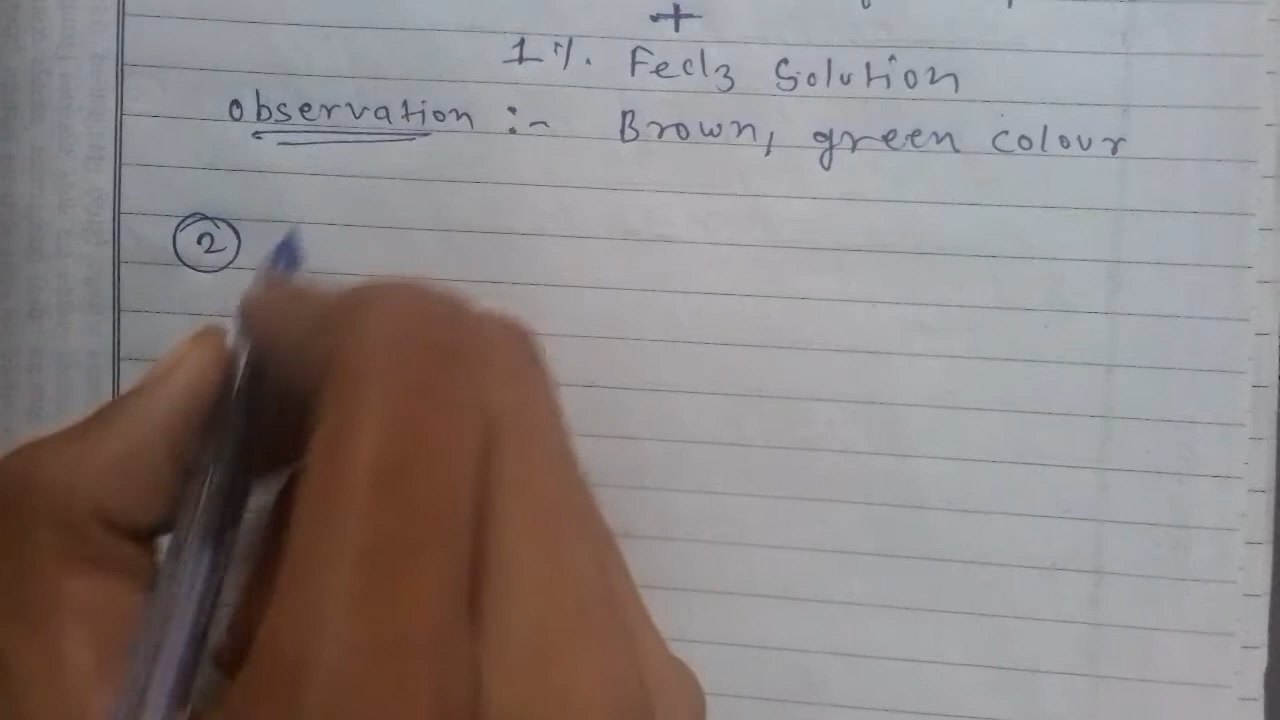 +
1%. Fecl3 Solution
observation :- Brown, green colour
2